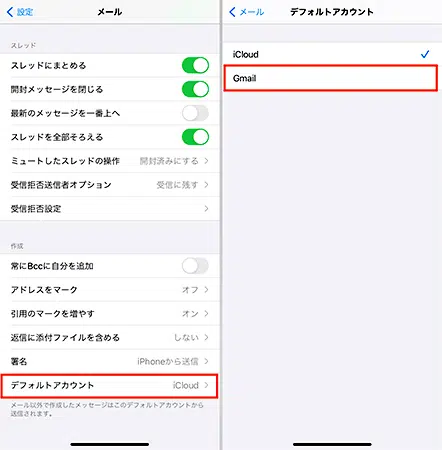 設定
メール
スレッド
スレッドにまとめる
開封メッセージを閉じる
最新のメッセージを一番上へ
スレッドを全部そろえる
ミュートしたスレッドの操作 開封済みにする
受信拒否送信者オプション 受信に残す
受信拒否設定
作成
常にBccに自分を追加
アドレスをマーク オフ
引用のマークを増やす オン
返信に添付ファイルを含める しない
署名 iPhoneから送信
デフォルトアカウント iCloud
メール以外で作成したメッセージはこのデフォルトアカウントから
送信されます。
メール
デフォルトアカウント
iCloud
Gmail